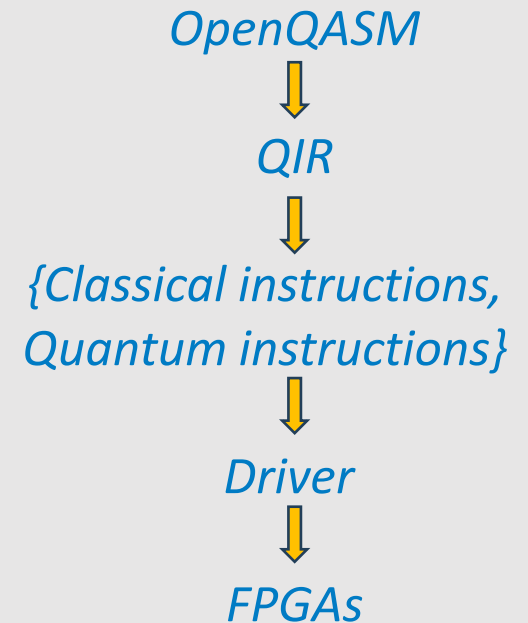 OpenQASM
QIR
{Classical instructions,
Quantum instructions}
Driver
FPGAs